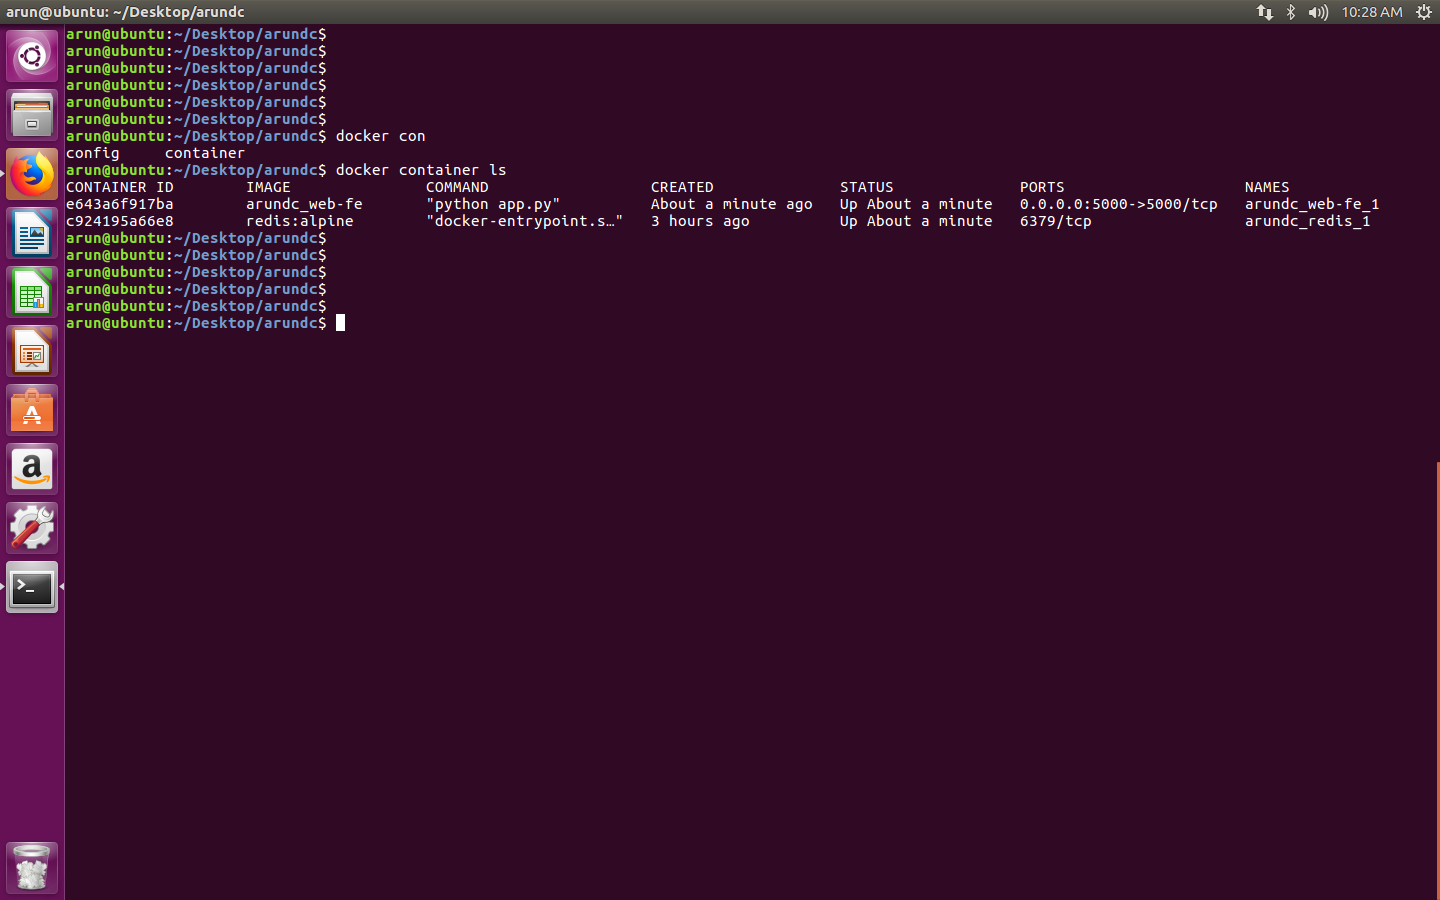 arun@ubuntu: ~/Desktop/arundc 10:28 AM
arun@ubuntu:~/Desktop/arundc$
arun@ubuntu:~/Desktop/arundc$
arun@ubuntu:~/Desktop/arundc$
arun@ubuntu:~/Desktop/arundc$
arun@ubuntu:~/Desktop/arundc$
arun@ubuntu:~/Desktop/arundc$
arun@ubuntu:~/Desktop/arundc$ docker con
config     container
arun@ubuntu:~/Desktop/arundc$ docker container ls
CONTAINER ID        IMAGE               COMMAND                  CREATED              STATUS              PORTS                    NAMES
e643a6f917ba        arundc_web-fe       "python app.py"          About a minute ago   Up About a minute   0.0.0.0:5000->5000/tcp   arundc_web-fe_1
c924195a66e8        redis:alpine        "docker-entrypoint.s…"   3 hours ago          Up About a minute   6379/tcp                 arundc_redis_1
arun@ubuntu:~/Desktop/arundc$
arun@ubuntu:~/Desktop/arundc$
arun@ubuntu:~/Desktop/arundc$
arun@ubuntu:~/Desktop/arundc$
arun@ubuntu:~/Desktop/arundc$
arun@ubuntu:~/Desktop/arundc$